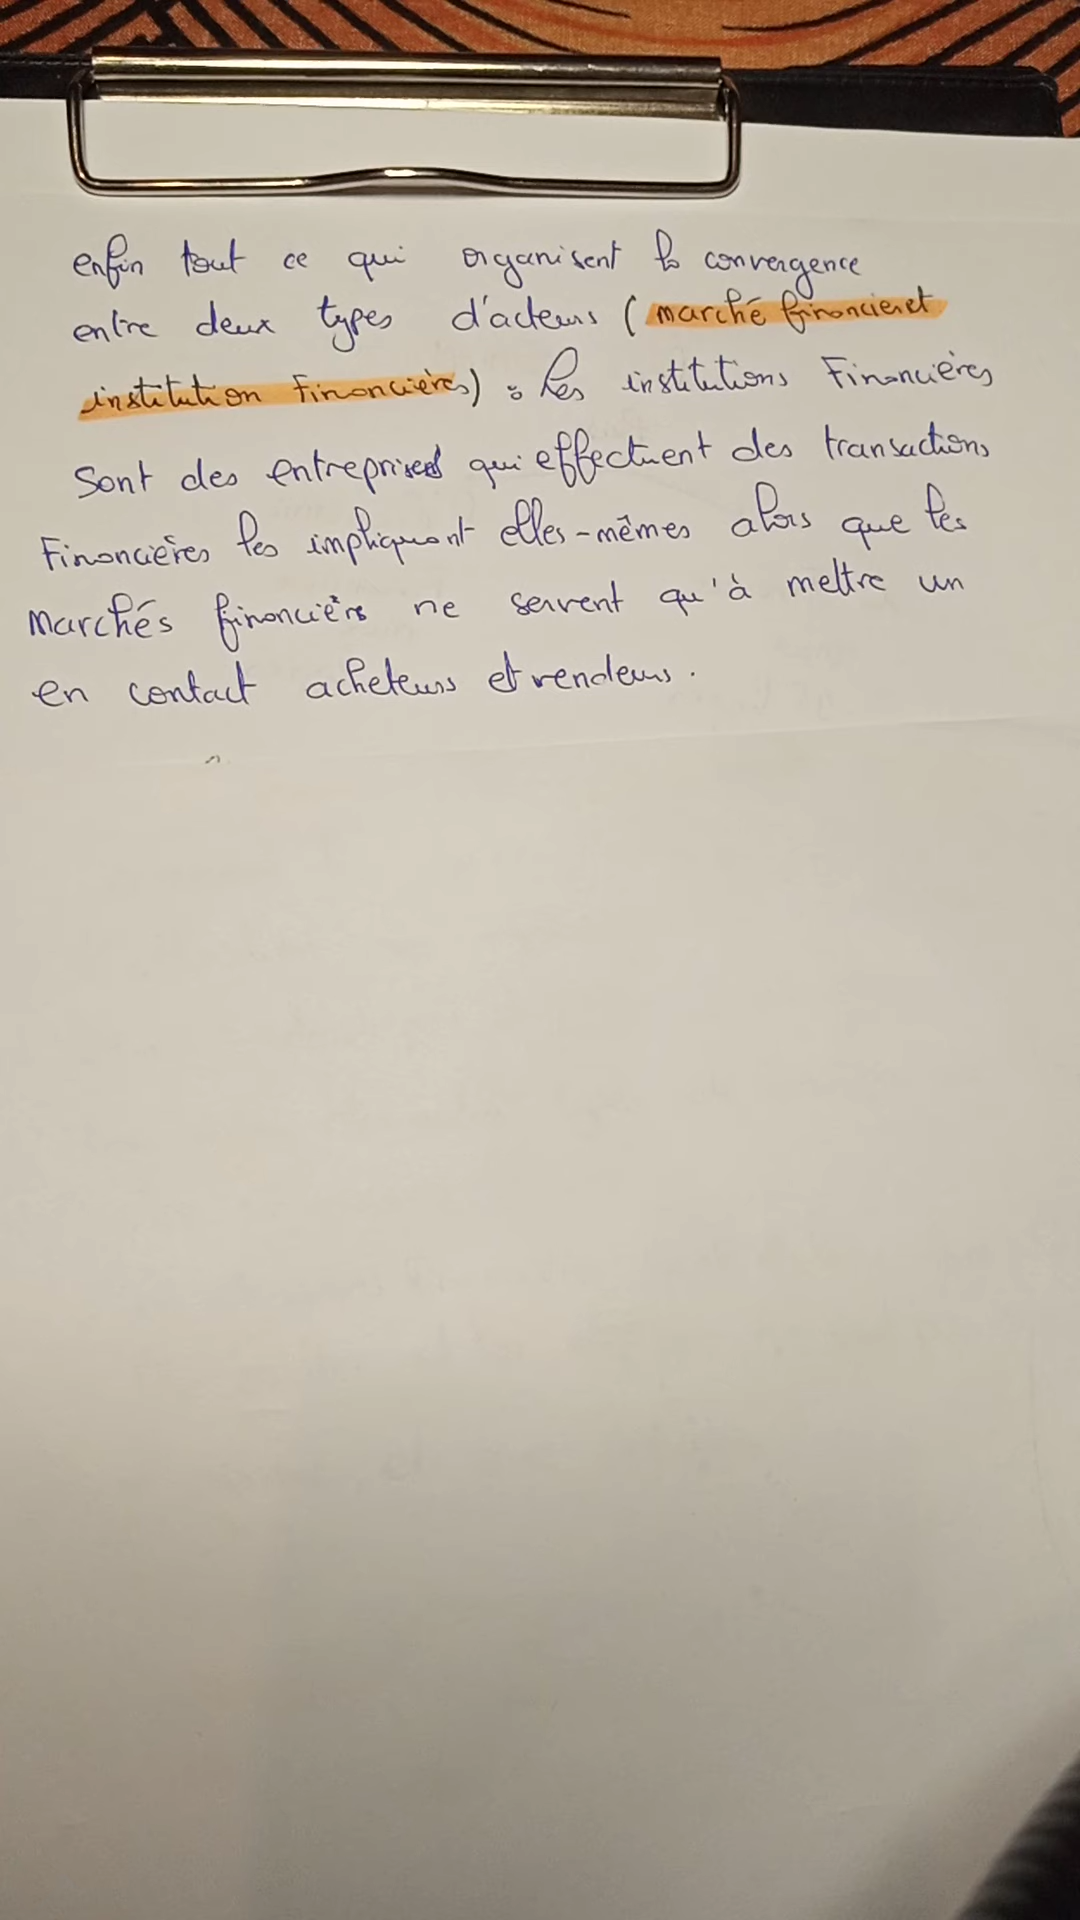 enfin tout ce qui organisent la convergence
entre deux types d'acteurs (marché financier et
institution Financières) : Les institutions Financières
Sont des entreprises qui effectuent des transactions
Financières les impliquant elles-mêmes alors que les
marchés financièrs ne servent qu'à mettre un
en contact acheteurs et vendeurs.